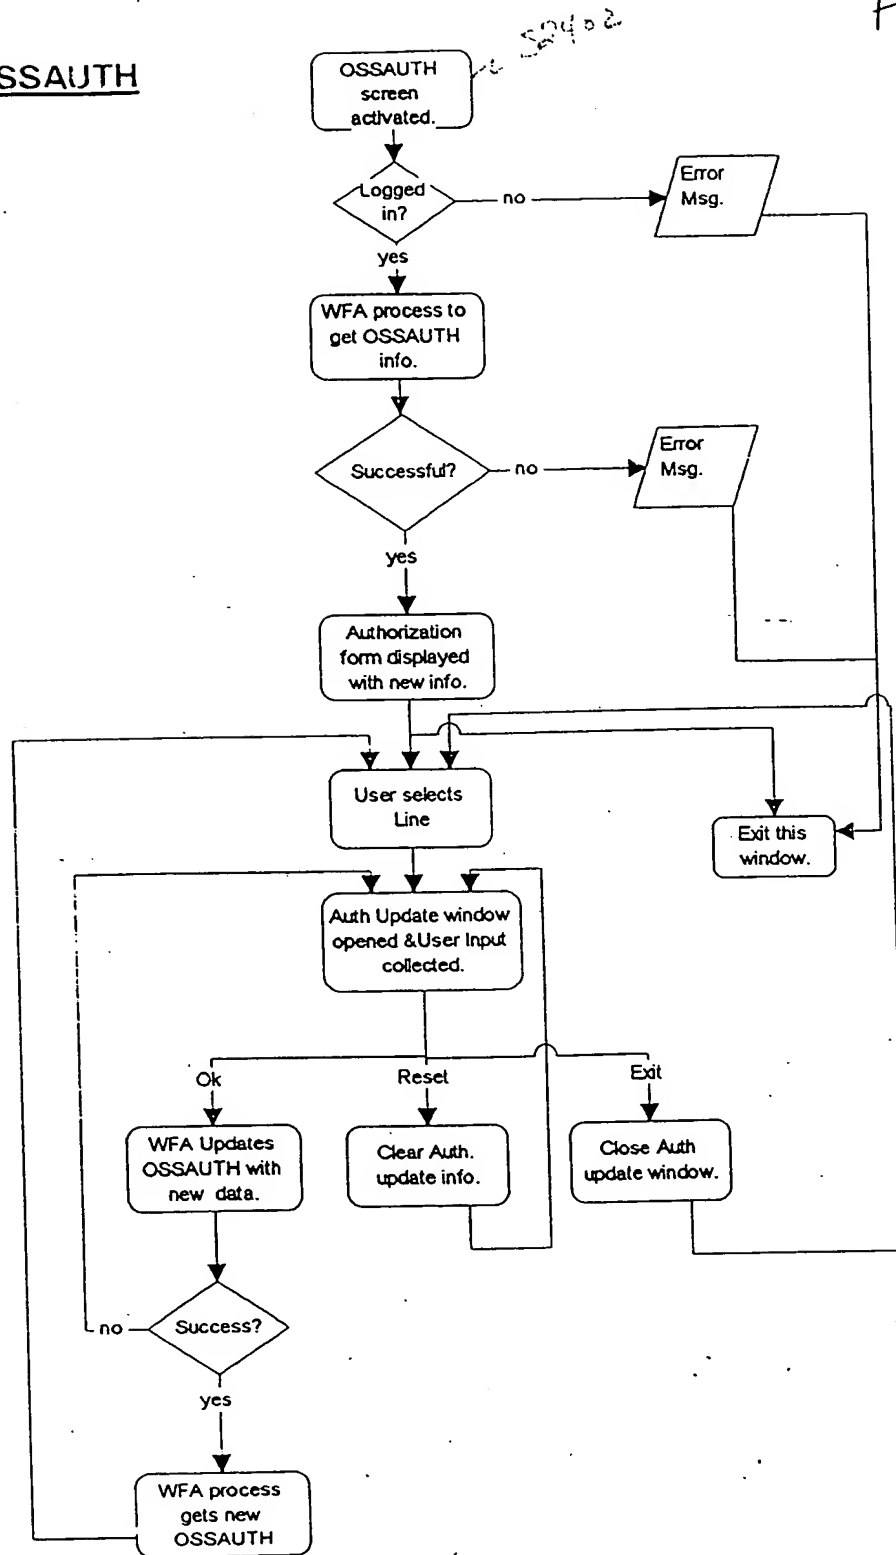 SSAUTH
52402
OSSAUTH
screen
activated.
Logged
in?
no
Error
Msg.
yes
WFA process to
get OSSAUTH
info.
Successful?
no
Error
Msg.
yes
Authorization
form displayed
with new info.
User selects
Line
Exit this
window.
Auth Update window
opened &User Input
collected.
Ok
Reset
Exit
WFA Updates
OSSAUTH with
new data.
Clear Auth.
update info.
Close Auth
update window.
no
Success?
yes
WFA process
gets new
OSSAUTH